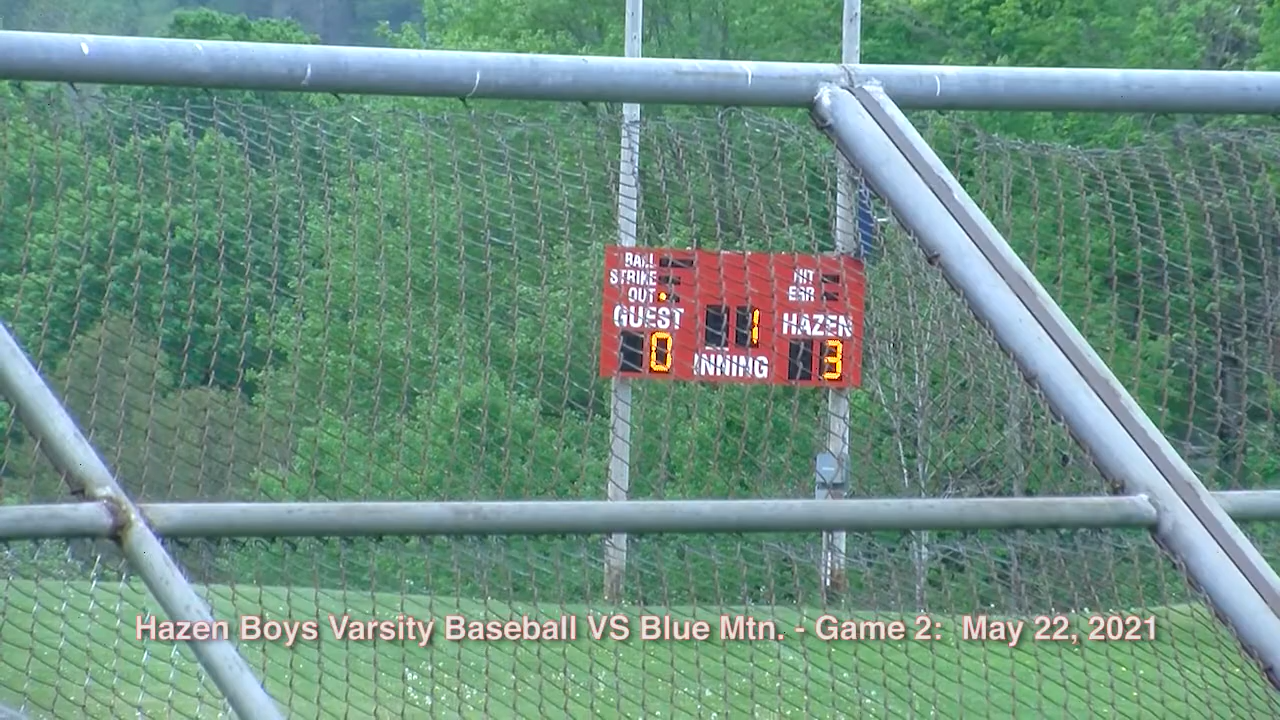 BALL
STRIKE
OUT
HIT
ERR
GUEST
1
HAZEN
0
INNING
3
Hazen Boys Varsity Baseball VS Blue Mtn. - Game 2: May 22, 2021